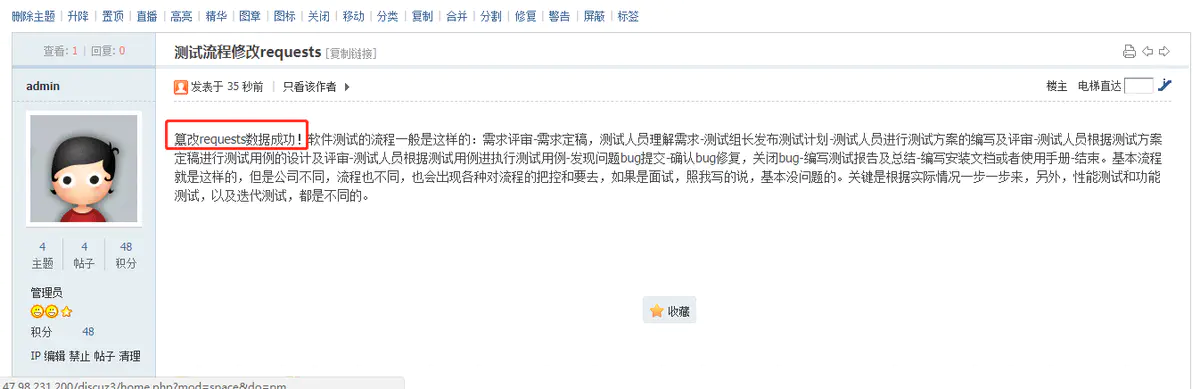 删除主题 | 升降 | 置顶 | 直播 | 高亮 | 精华 | 图章 | 图标 | 关闭 | 移动 | 分类 | 复制 | 合并 | 分割 | 修复 | 警告 | 屏蔽 | 标签
查看: 1 | 回复: 0
测试流程修改requests [复制链接]
admin
发表于 35 秒前 | 只看该作者
楼主 电梯直达
篡改requests数据成功！软件测试的流程一般是这样的：需求评审-需求定稿，测试人员理解需求-测试组长发布测试计划-测试人员进行测试方案的编写及评审-测试人员根据测试方案
定稿进行测试用例的设计及评审-测试人员根据测试用例进执行测试用例-发现问题bug提交-确认bug修复，关闭bug-编写测试报告及总结-编写安装文档或者使用手册-结束。基本流程
就是这样的，但是公司不同，流程也不同，也会出现各种对流程的把控和要去，如果是面试，照我写的说，基本没问题的。关键是根据实际情况一步一步来，另外，性能测试和功能
测试，以及迭代测试，都是不同的。
4 4 48
主题 帖子 积分
管理员
积分 48
收藏
IP 编辑 禁止 帖子 清理
47.98.231.200/discuz3/home.php?mod=space&do=pm